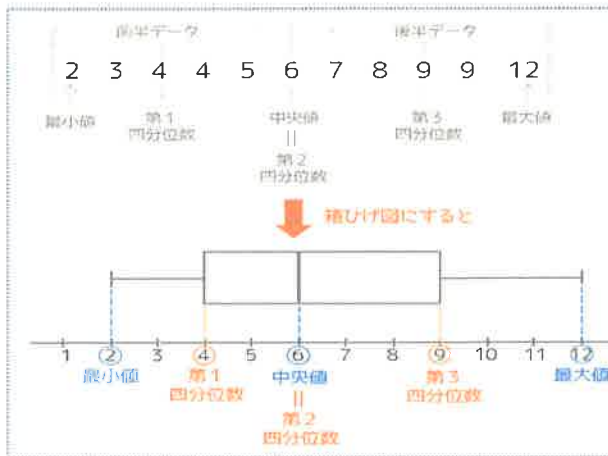 前半データ 後半データ
2 3 4 4 5 6 7 8 9 9 12
最小値 第1 四分位数 中央値 第3 四分位数 最大値
||
第2
四分位数
箱ひげ図にすると
1 2 3 4 5 6 7 8 9 10 11 12
最小値 第1 四分位数 中央値 第3 四分位数 最大値
||
第2
四分位数